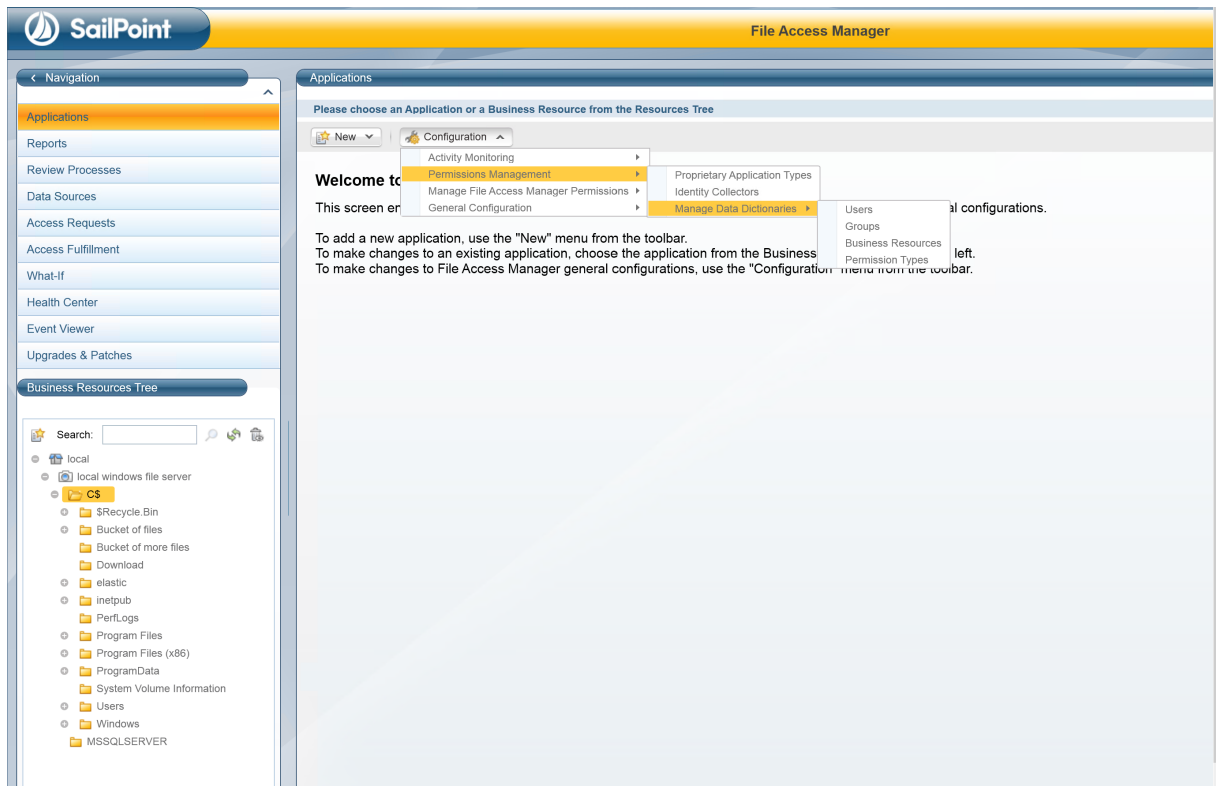 SailPoint
File Access Manager
Navigation
Applications
Reports
Review Processes
Data Sources
Access Requests
Access Fulfillment
What-If
Health Center
Event Viewer
Upgrades & Patches
Business Resources Tree
Search:
local
local windows file server
C$
$Recycle.Bin
Bucket of files
Bucket of more files
Download
elastic
inetpub
PerfLogs
Program Files
Program Files (x86)
ProgramData
System Volume Information
Users
Windows
MSSQLSERVER
Applications
Please choose an Application or a Business Resource from the Resources Tree
New Configuration
Activity Monitoring
Permissions Management
Manage File Access Manager Permissions
General Configuration
Proprietary Application Types
Identity Collectors
Manage Data Dictionaries
Users
Groups
Business Resources
Permission Types
Welcome
This screen configurations.
To add a new application, use the "New" menu from the toolbar.
To make changes to an existing application, choose the application from the Business left.
To make changes to File Access Manager general configurations, use the "Configuration" menu from the toolbar.